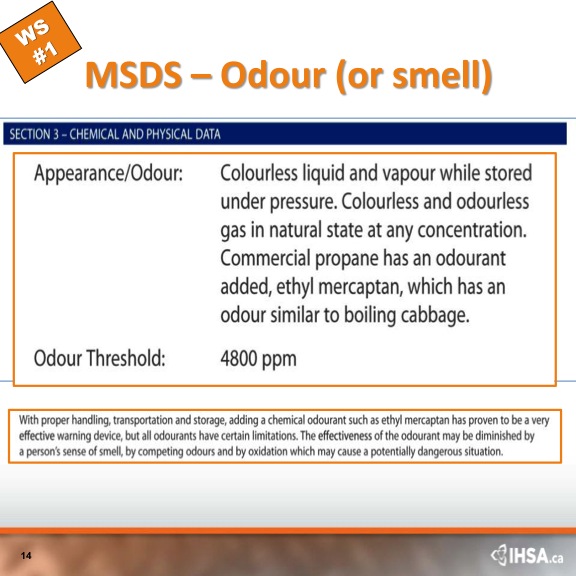 WS
#1
MSDS – Odour (or smell)
SECTION 3 – CHEMICAL AND PHYSICAL DATA
Appearance/Odour: Colourless liquid and vapour while stored
under pressure. Colourless and odourless
gas in natural state at any concentration.
Commercial propane has an odourant
added, ethyl mercaptan, which has an
odour similar to boiling cabbage.
Odour Threshold: 4800 ppm
With proper handling, transportation and storage, adding a chemical odourant such as ethyl mercaptan has proven to be a very
effective warning device, but all odourants have certain limitations. The effectiveness of the odourant may be diminished by
a person's sense of smell, by competing odours and by oxidation which may cause a potentially dangerous situation.
14
IHSA.ca